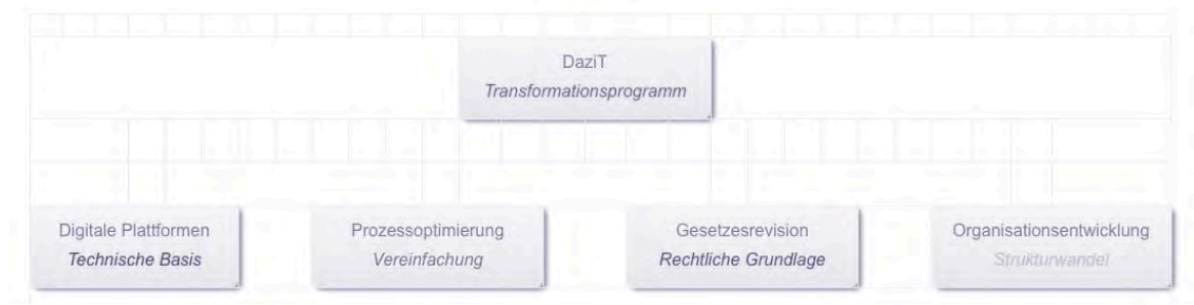 DaziT
Transformationsprogramm
Digitale Plattformen
Technische Basis
Prozessoptimierung
Vereinfachung
Gesetzesrevision
Rechtliche Grundlage
Organisationsentwicklung
Strukturwandel